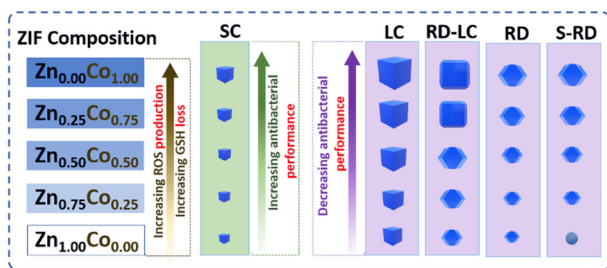 ZIF Composition
SC
LC
RD-LC
RD
S-RD
Zn0.00Co1.00
Zn0.25Co0.75
Zn0.50Co0.50
Zn0.75Co0.25
Zn1.00Co0.00
Increasing ROS production
Increasing GSH loss
Increasing antibacterial
performance
Decreasing antibacterial
performance